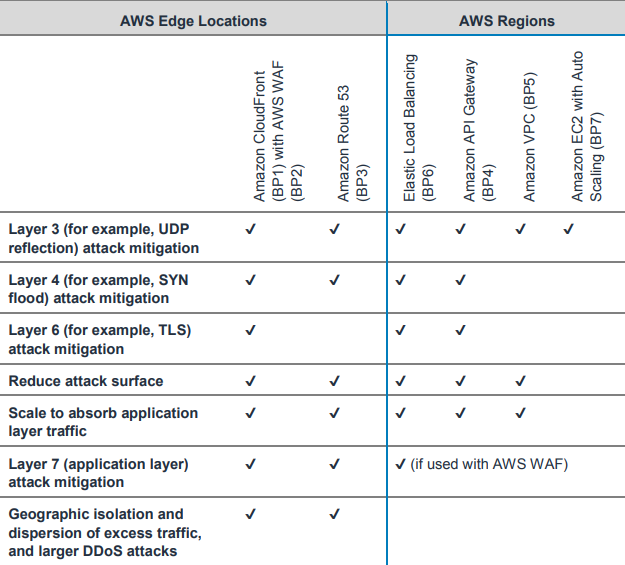 AWS Edge Locations
AWS Regions
Amazon CloudFront
(BP1) with AWS WAF
(BP2)
Amazon Route 53
(BP3)
Elastic Load Balancing
(BP6)
Amazon API Gateway
(BP4)
Amazon VPC (BP5)
Amazon EC2 with Auto
Scaling (BP7)
Layer 3 (for example, UDP
reflection) attack mitigation
✓ ✓ ✓ ✓ ✓ ✓
Layer 4 (for example, SYN
flood) attack mitigation
✓ ✓ ✓ ✓
Layer 6 (for example, TLS)
attack mitigation
✓ ✓ ✓
Reduce attack surface
✓ ✓ ✓ ✓ ✓
Scale to absorb application
layer traffic
✓ ✓ ✓ ✓ ✓
Layer 7 (application layer)
attack mitigation
✓ ✓ ✓ (if used with AWS WAF)
Geographic isolation and
dispersion of excess traffic,
and larger DDoS attacks
✓ ✓